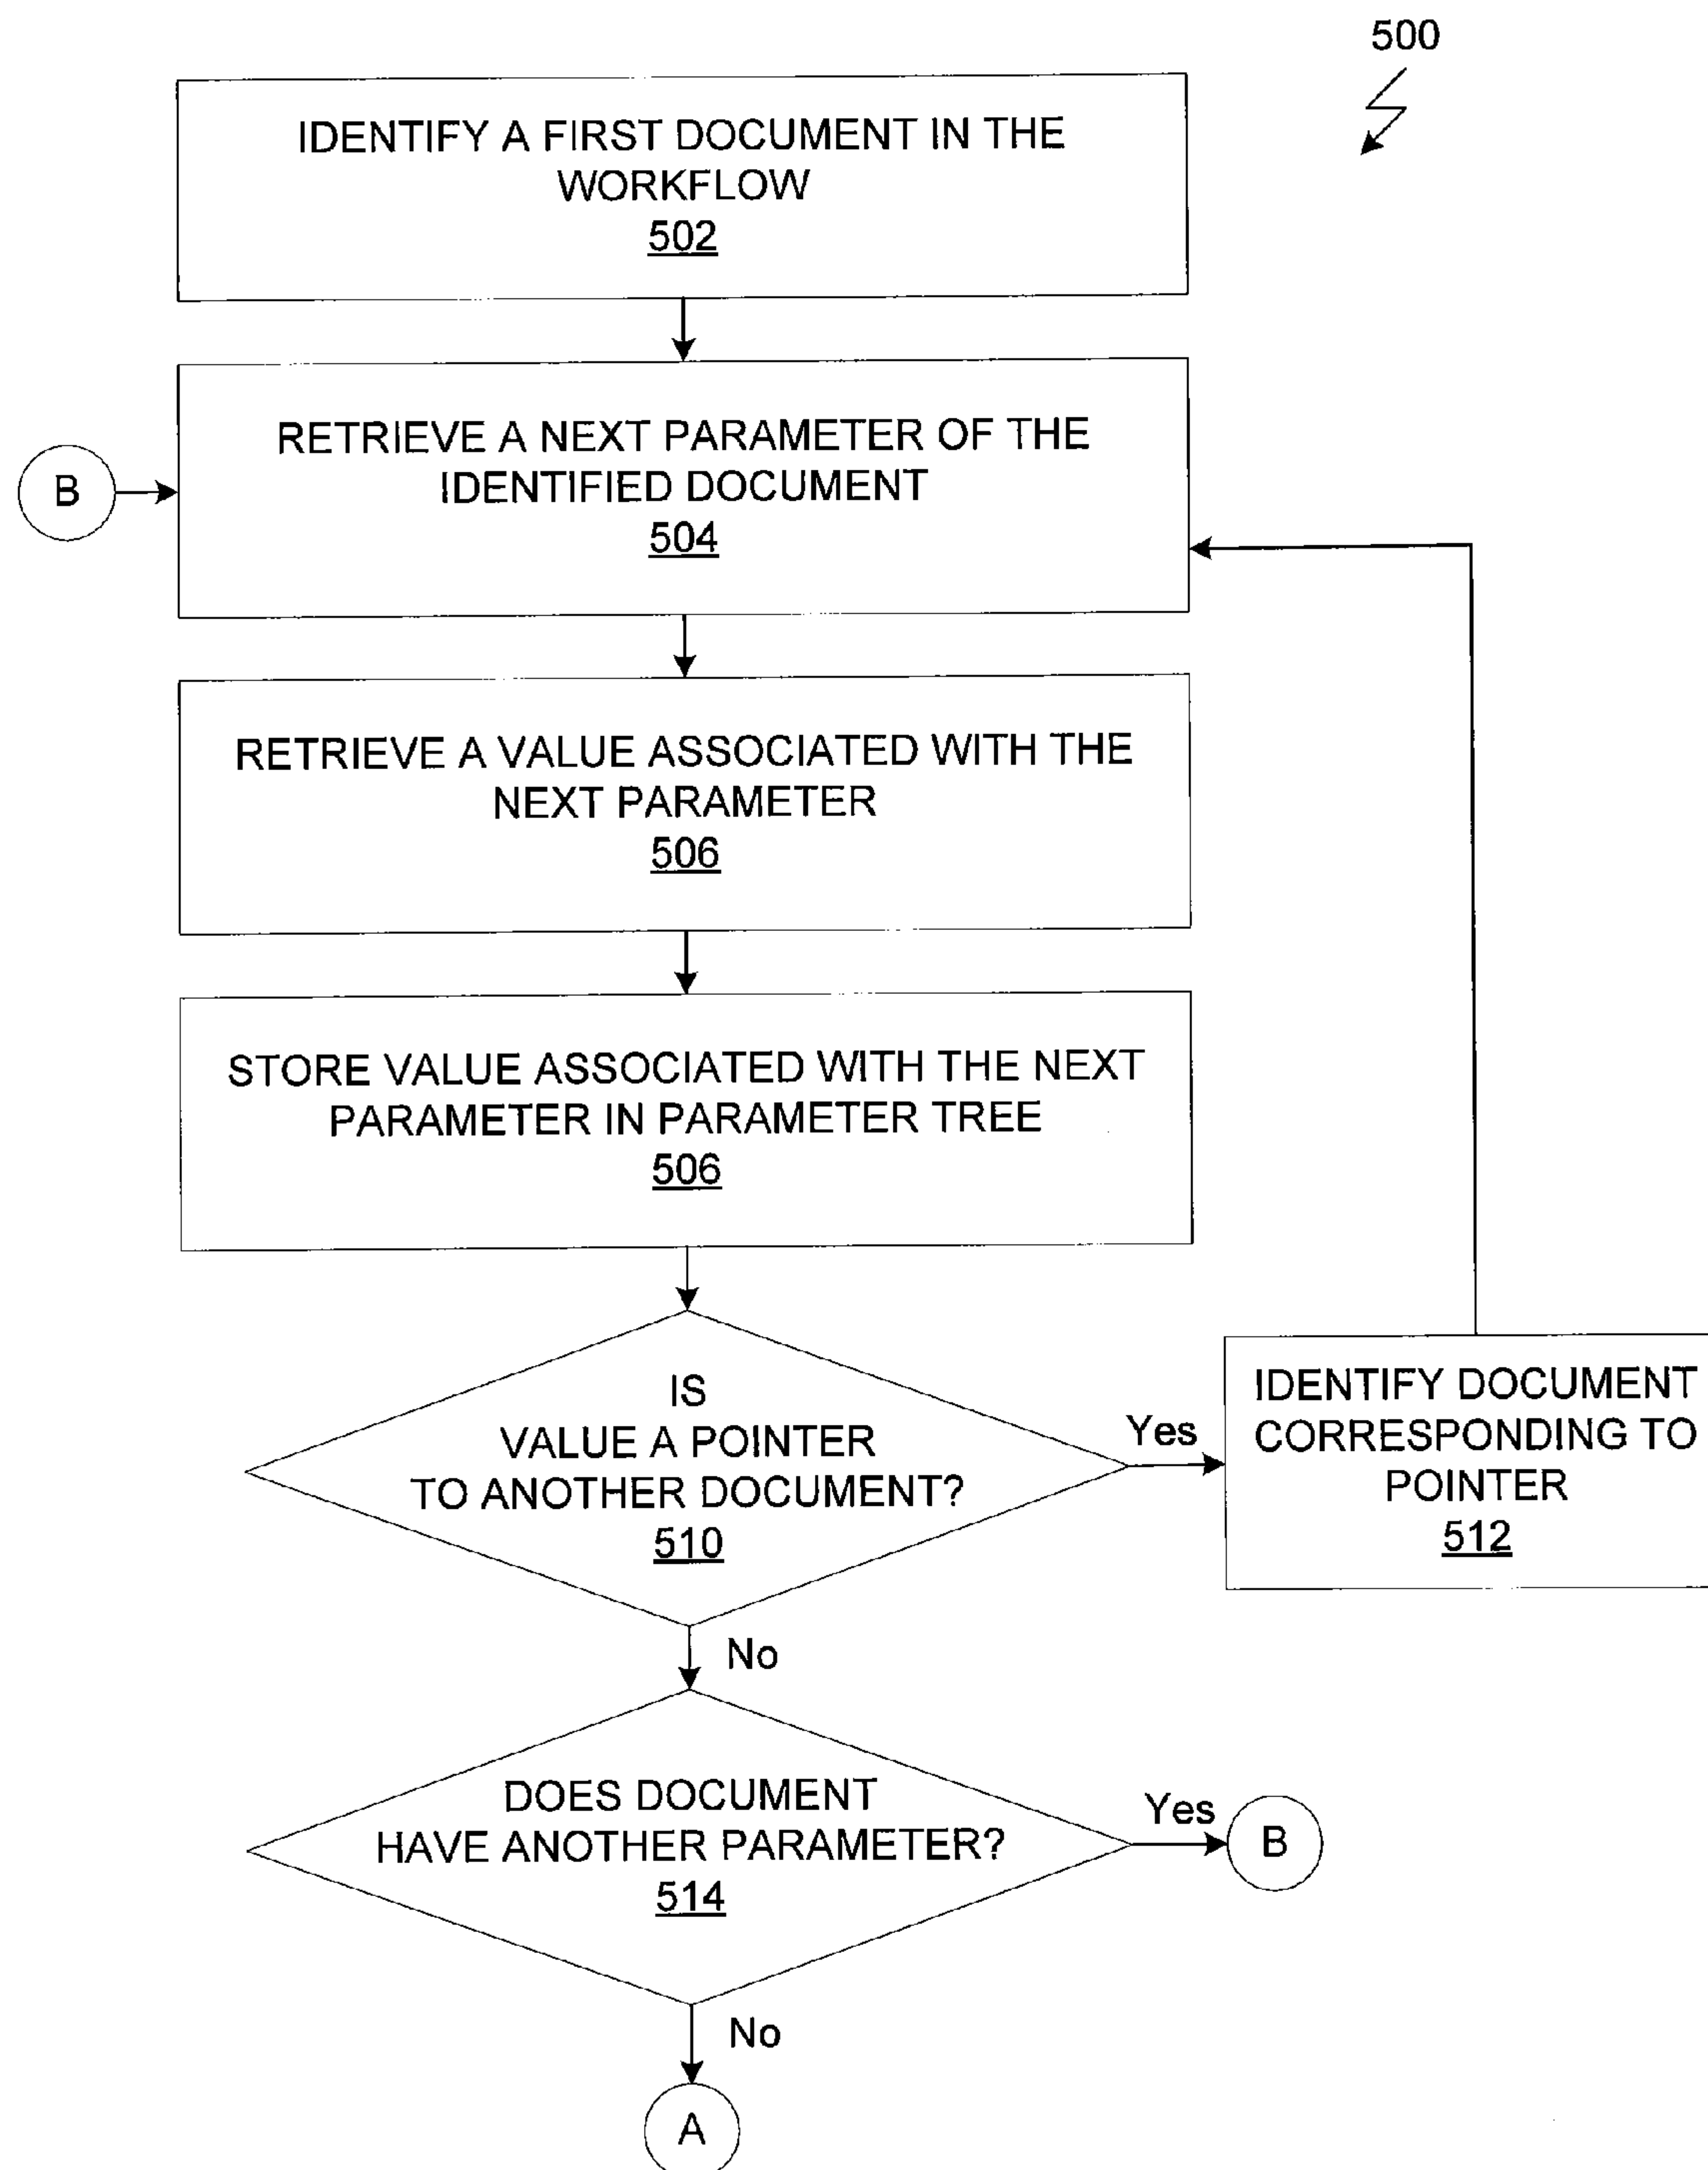 500
IDENTIFY A FIRST DOCUMENT IN THE
WORKFLOW
502
RETRIEVE A NEXT PARAMETER OF THE
IDENTIFIED DOCUMENT
504
B
RETRIEVE A VALUE ASSOCIATED WITH THE
NEXT PARAMETER
506
STORE VALUE ASSOCIATED WITH THE NEXT
PARAMETER IN PARAMETER TREE
506
IS
VALUE A POINTER
TO ANOTHER DOCUMENT?
510
Yes
IDENTIFY DOCUMENT
CORRESPONDING TO
POINTER
512
No
DOES DOCUMENT
HAVE ANOTHER PARAMETER?
514
Yes
B
No
A